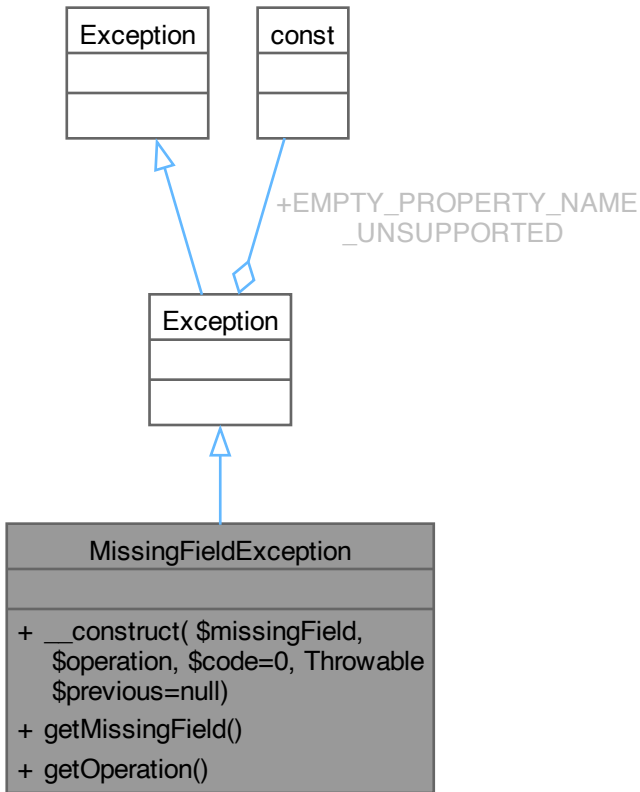 Exception
const
+EMPTY_PROPERTY_NAME
_UNSUPPORTED
Exception
MissingFieldException
+ __construct( $missingField,
$operation, $code=0, Throwable
$previous=null)
+ getMissingField()
+ getOperation()